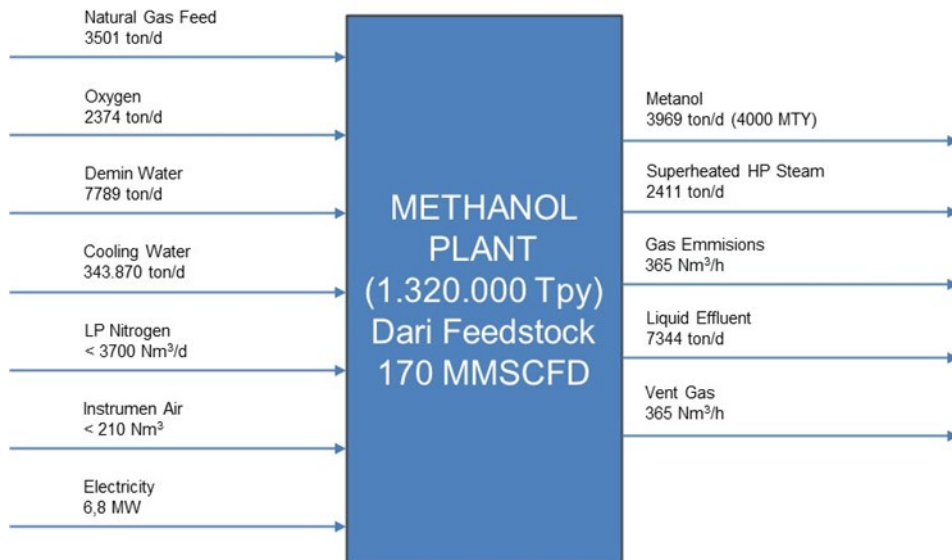 Natural Gas Feed
3501 ton/d
Oxygen
2374 ton/d
Demin Water
7789 ton/d
Cooling Water
343.870 ton/d
LP Nitrogen
< 3700 Nm³/d
Instrumen Air
< 210 Nm³
Electricity
6,8 MW
METHANOL
PLANT
(1.320.000 Tpy)
Dari Feedstock
170 MMSCFD
Metanol
3969 ton/d (4000 MTY)
Superheated HP Steam
2411 ton/d
Gas Emmisions
365 Nm³/h
Liquid Effluent
7344 ton/d
Vent Gas
365 Nm³/h